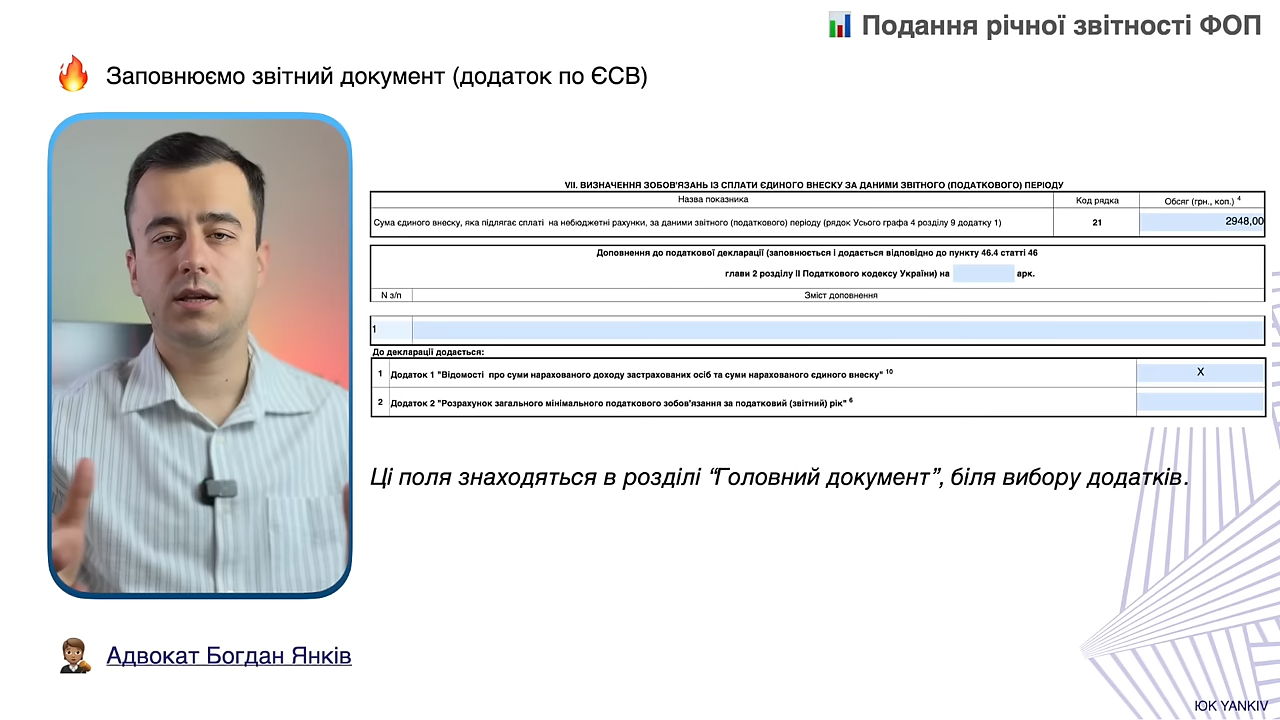 Подання річної звітності ФОП
Заповнюємо звітний документ (додаток по ЄСВ)
VII. ВИЗНАЧЕННЯ ЗОБОВ'ЯЗАНЬ ІЗ СПЛАТИ ЄДИНОГО ВНЕСКУ ЗА ДАНИМИ ЗВІТНОГО (ПОДАТКОВОГО) ПЕРІОДУ
Назва показника Код рядка Обсяг (грн., коп.) 4
Сума єдиного внеску, яка підлягає сплаті на небюджетні рахунки, за даними звітного (податкового) періоду (рядок Усього графа 4 розділу 9 додатку 1) 21 2948,00
Доповнення до податкової декларації (заповнюється і додається відповідно до пункту 46.4 статті 46
глави 2 розділу II Податкового кодексу України) на арк.
N з/п Зміст доповнення
1
До декларації додається:
1 Додаток 1 "Відомості про суми нарахованого доходу застрахованих осіб та суми нарахованого єдиного внеску" 10 X
2 Додаток 2 "Розрахунок загального мінімального податкового зобов'язання за податковий (звітний) рік" 6
Ці поля знаходяться в розділі “Головний документ”, біля вибору додатків.
Адвокат Богдан Янків
ЮК YANKIV